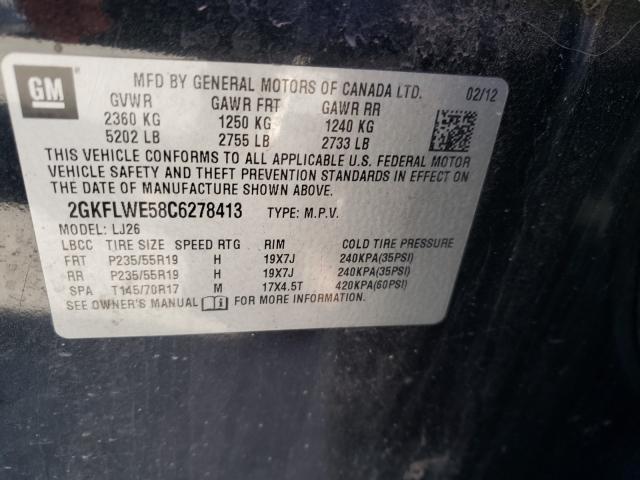 GM
MFD BY GENERAL MOTORS OF CANADA LTD. 02/12
GVWR GAWR FRT GAWR RR
2360 KG 1250 KG 1240 KG
5202 LB 2755 LB 2733 LB
THIS VEHICLE CONFORMS TO ALL APPLICABLE U.S. FEDERAL MOTOR
VEHICLE SAFETY AND THEFT PREVENTION STANDARDS IN EFFECT ON
THE DATE OF MANUFACTURE SHOWN ABOVE.
2GKFLWE58C6278413 TYPE: M.P.V.
MODEL: LJ26
LBCC TIRE SIZE SPEED RTG RIM COLD TIRE PRESSURE
FRT P235/55R19 H 19X7J 240KPA(35PSI)
RR P235/55R19 H 19X7J 240KPA(35PSI)
SPA T145/70R17 M 17X4.5T 420KPA(60PSI)
SEE OWNER'S MANUAL i FOR MORE INFORMATION.